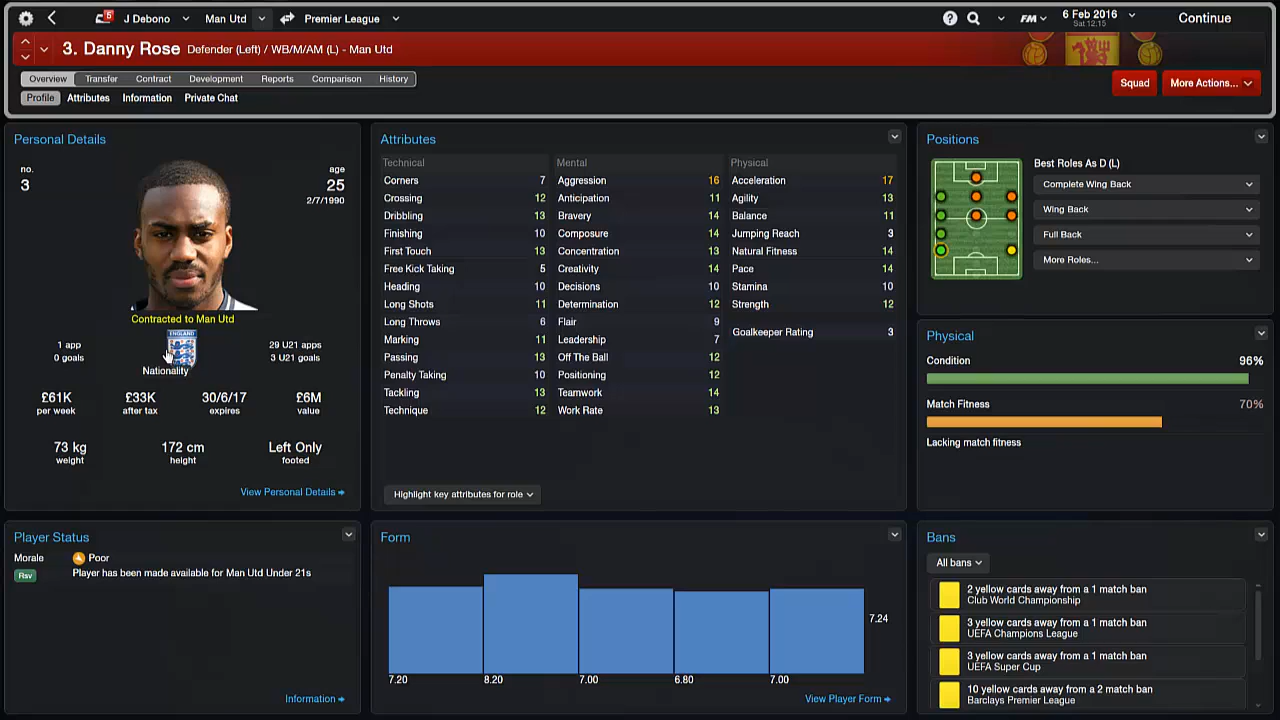 5 J Debono Man Utd Premier League FM 6 Feb 2016 Continue
Sat 12:15
3. Danny Rose Defender (Left) / WB/M/AM (L) - Man Utd
Overview Transfer Contract Development Reports Comparison History
Squad More Actions...
Profile Attributes Information Private Chat
Personal Details
no.
3
age
25
2/7/1990
Contracted to Man Utd
ENGLAND
1 app
0 goals
Nationality
29 U21 apps
3 U21 goals
£61K
per week
£33K
after tax
30/6/17
expires
£6M
value
73 kg
weight
172 cm
height
Left Only
footed
View Personal Details
Attributes
Technical Mental Physical
Corners 7 Aggression 16 Acceleration 17
Crossing 12 Anticipation 11 Agility 13
Dribbling 13 Bravery 14 Balance 11
Finishing 10 Composure 14 Jumping Reach 3
First Touch 13 Concentration 13 Natural Fitness 14
Free Kick Taking 5 Creativity 14 Pace 14
Heading 10 Decisions 10 Stamina 10
Long Shots 11 Determination 12 Strength 12
Long Throws 6 Flair 9
Goalkeeper Rating 3
Marking 11 Leadership 7
Passing 13 Off The Ball 12
Penalty Taking 10 Positioning 12
Tackling 13 Teamwork 14
Technique 12 Work Rate 13
Highlight key attributes for role
Positions
Best Roles As D (L)
Complete Wing Back
Wing Back
Full Back
More Roles...
Physical
Condition 96%
Match Fitness 70%
Lacking match fitness
Player Status
Morale Poor
Rsv Player has been made available for Man Utd Under 21s
Information
Form
7.24
7.20 8.20 7.00 6.80 7.00
View Player Form
Bans
All bans
2 yellow cards away from a 1 match ban
Club World Championship
3 yellow cards away from a 1 match ban
UEFA Champions League
3 yellow cards away from a 1 match ban
UEFA Super Cup
10 yellow cards away from a 2 match ban
Barclays Premier League